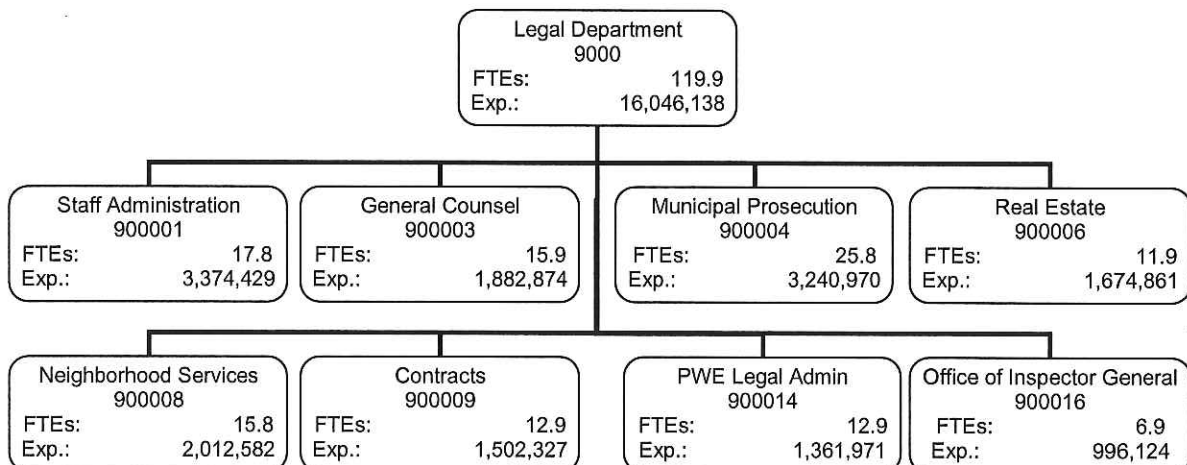 Legal Department
9000
FTEs: 119.9
Exp.: 16,046,138
Staff Administration
900001
FTEs: 17.8
Exp.: 3,374,429
General Counsel
900003
FTEs: 15.9
Exp.: 1,882,874
Municipal Prosecution
900004
FTEs: 25.8
Exp.: 3,240,970
Real Estate
900006
FTEs: 11.9
Exp.: 1,674,861
Neighborhood Services
900008
FTEs: 15.8
Exp.: 2,012,582
Contracts
900009
FTEs: 12.9
Exp.: 1,502,327
PWE Legal Admin
900014
FTEs: 12.9
Exp.: 1,361,971
Office of Inspector General
900016
FTEs: 6.9
Exp.: 996,124